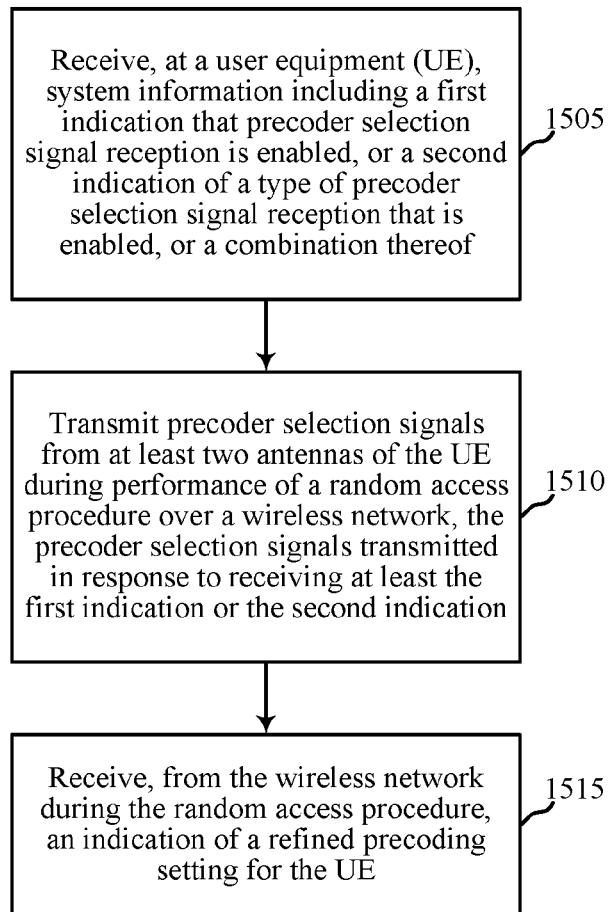 Receive, at a user equipment (UE),
system information including a first
indication that precoder selection
signal reception is enabled, or a second
indication of a type of precoder
selection signal reception that is
enabled, or a combination thereof
1505
Transmit precoder selection signals
from at least two antennas of the UE
during performance of a random access
procedure over a wireless network, the
precoder selection signals transmitted
in response to receiving at least the
first indication or the second indication
1510
Receive, from the wireless network
during the random access procedure,
an indication of a refined precoding
setting for the UE
1515